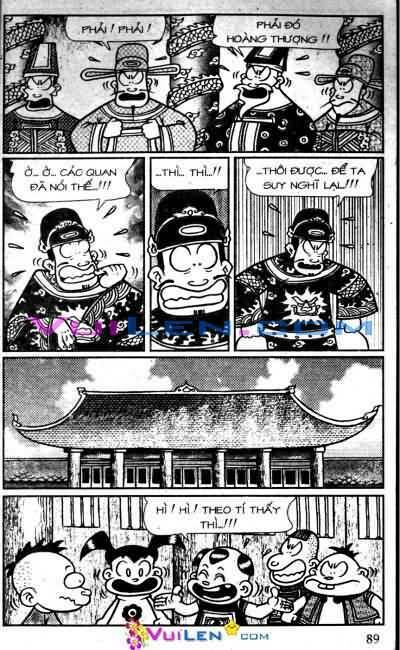 PHẢI! PHẢI!
PHẢI ĐÓ
HOÀNG THƯỢNG!!
Ờ... Ờ... CÁC QUAN
ĐÃ NÓI THẾ...!!!
...THÌ... THÌ...!!
...THÔI ĐƯỢC... ĐỂ TA
SUY NGHĨ LẠI...!!!
VUILEN.COM
HÌ! HÌ! THEO TÍ THẤY
THÌ...!!!
VUILEN.COM
89